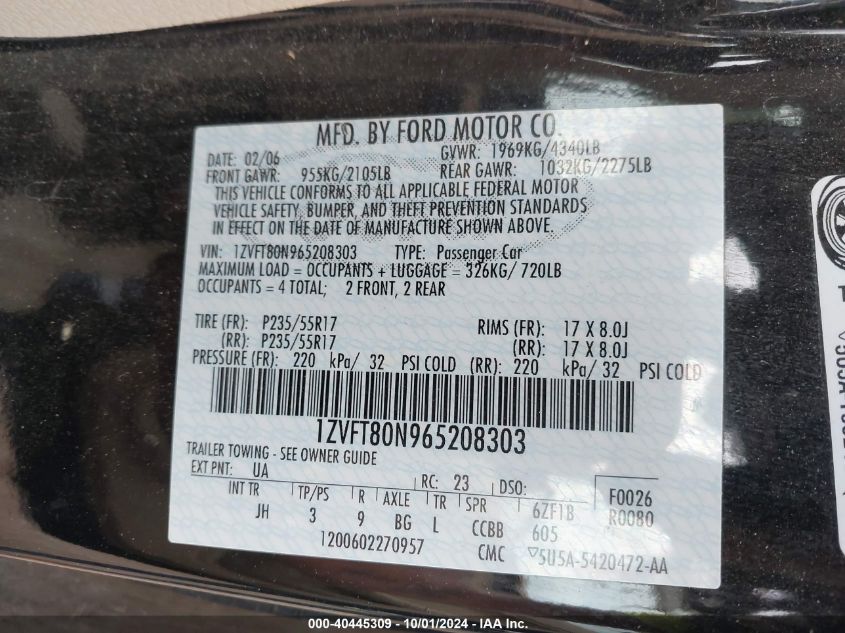 MFD. BY FORD MOTOR CO.
DATE: 02/06 GVWR: 1969KG/4340LB
FRONT GAWR: 955KG/2105LB REAR GAWR: 1032KG/2275LB
THIS VEHICLE CONFORMS TO ALL APPLICABLE FEDERAL MOTOR
VEHICLE SAFETY, BUMPER, AND THEFT PREVENTION STANDARDS
IN EFFECT ON THE DATE OF MANUFACTURE SHOWN ABOVE.
VIN: 1ZVFT80N965208303 TYPE: Passenger Car
MAXIMUM LOAD = OCCUPANTS + LUGGAGE = 326KG/ 720LB
OCCUPANTS = 4 TOTAL; 2 FRONT, 2 REAR
TIRE (FR): P235/55R17 RIMS (FR): 17 X 8.0J
(RR): P235/55R17 (RR): 17 X 8.0J
PRESSURE (FR): 220 kPa/ 32 PSI COLD (RR): 220 kPa/ 32 PSI COLD
1ZVFT80N965208303
TRAILER TOWING - SEE OWNER GUIDE
EXT PNT: UA RC: 23 DSO: F0026
INT TR TP/PS R AXLE TR SPR 6ZF1B R0080
JH 3 9 BG L CCBB 605
1200602270957 CMC ▽5U5A-5420472-AA
000-40445309 - 10/01/2024 - IAA Inc.